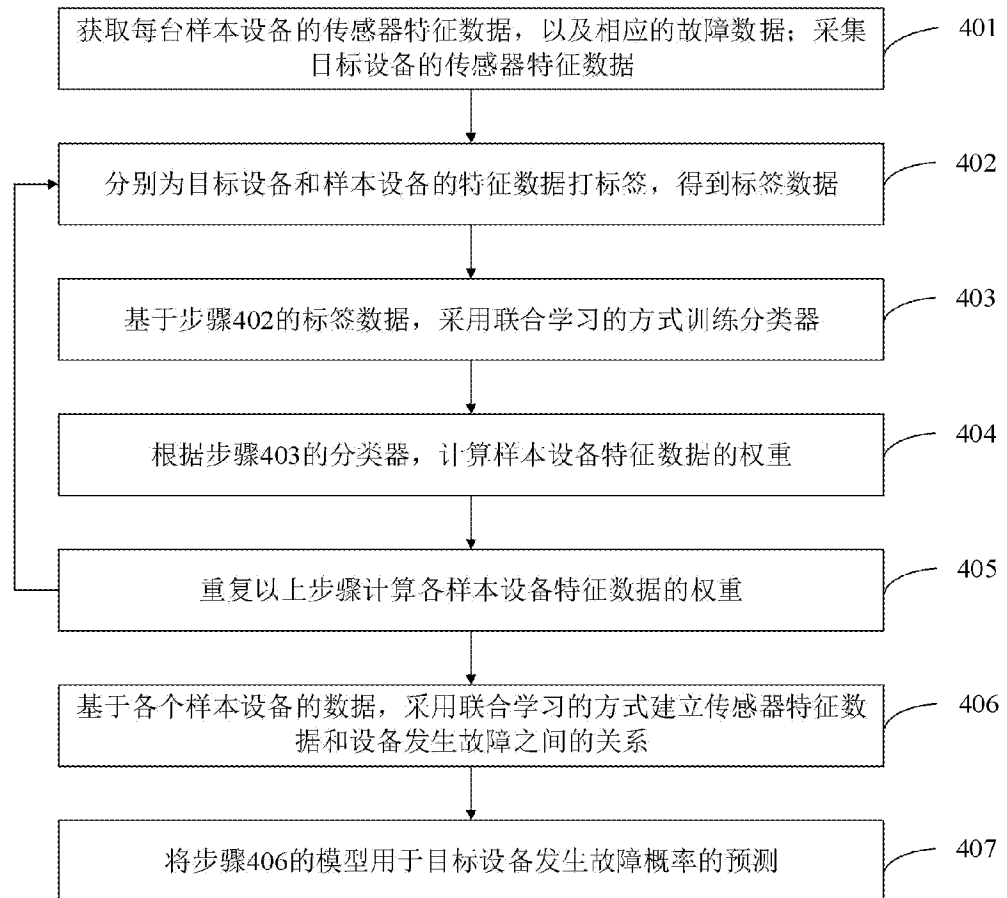 获取每台样本设备的传感器特征数据，以及相应的故障数据；采集
目标设备的传感器特征数据
401
分别为目标设备和样本设备的特征数据打标签，得到标签数据
402
基于步骤402的标签数据，采用联合学习的方式训练分类器
403
根据步骤403的分类器，计算样本设备特征数据的权重
404
重复以上步骤计算各样本设备特征数据的权重
405
基于各个样本设备的数据，采用联合学习的方式建立传感器特征数
据和设备发生故障之间的关系
406
将步骤406的模型用于目标设备发生故障概率的预测
407